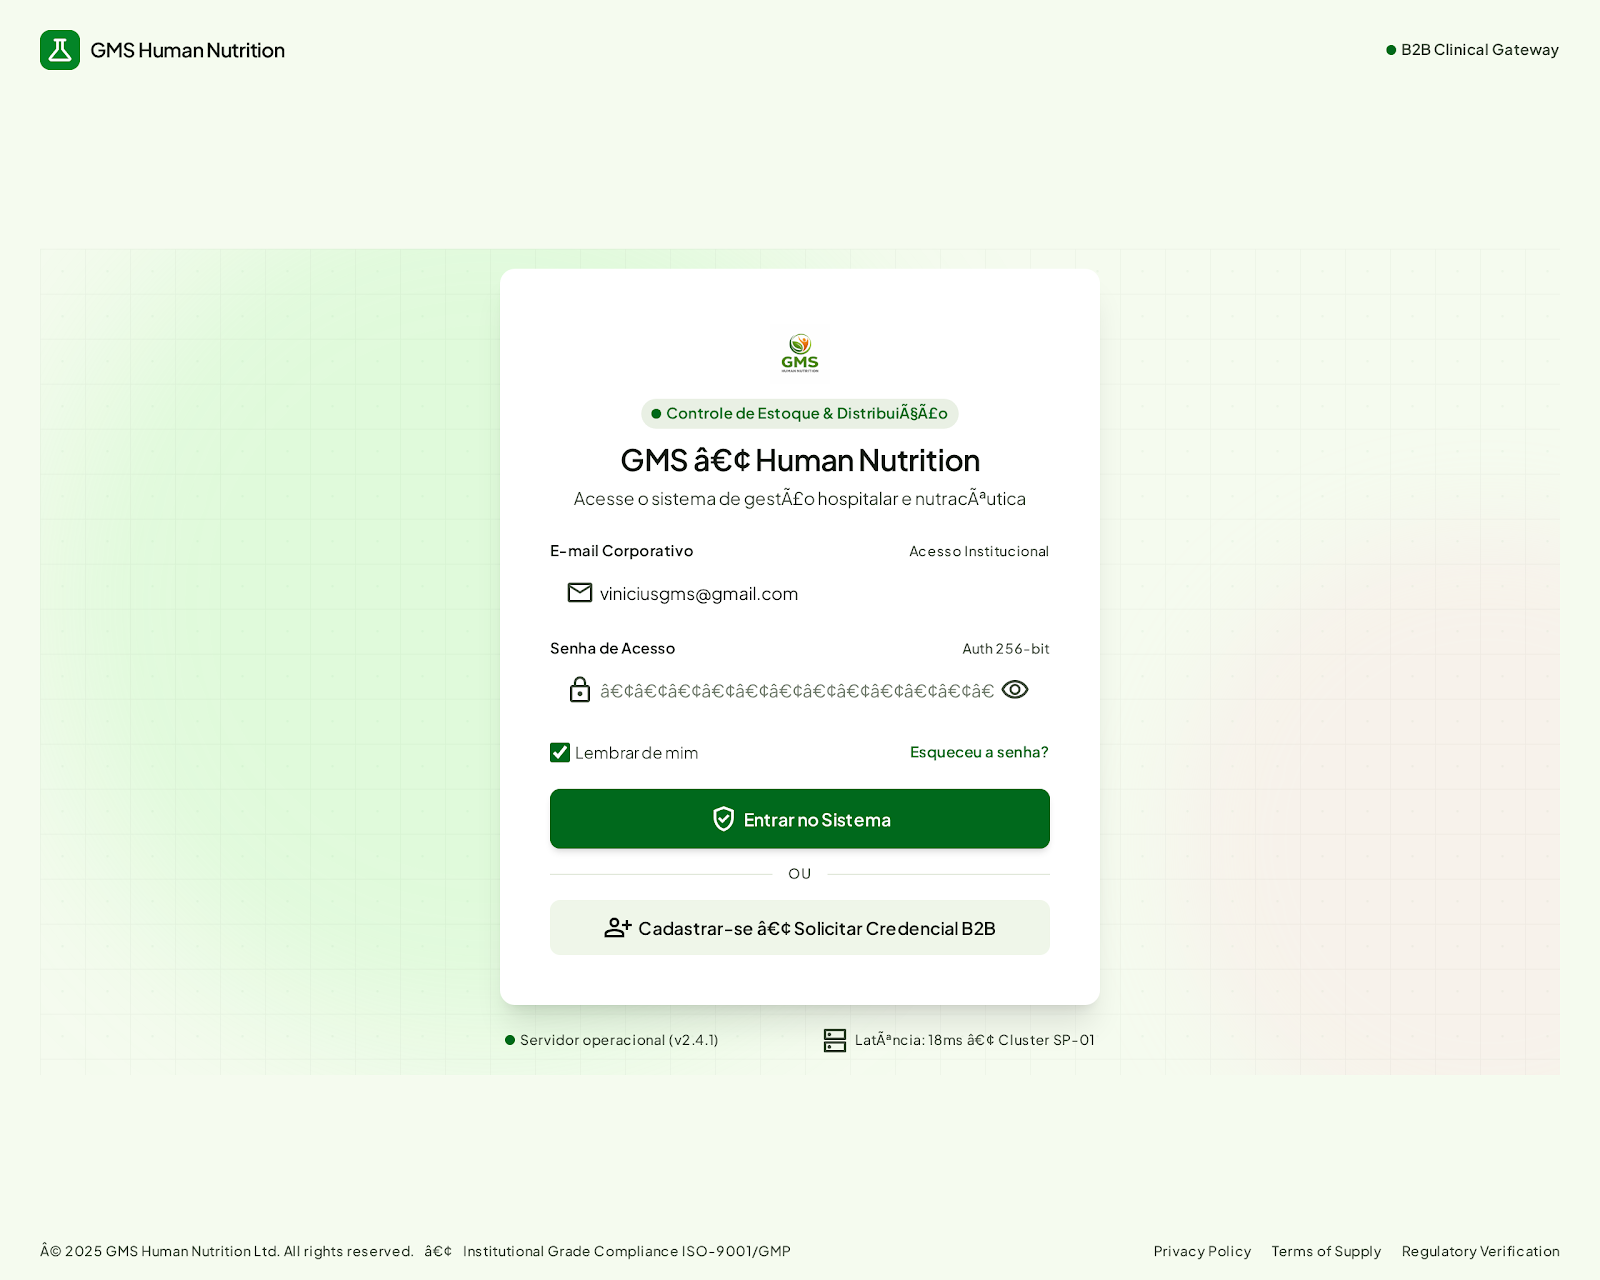 GMS Human Nutrition
B2B Clinical Gateway
GMS
HUMAN NUTRITION
Controle de Estoque & DistribuiÃ§Ã£o
GMS â€¢ Human Nutrition
Acesse o sistema de gestÃ£o hospitalar e nutracÃªutica
E-mail Corporativo
Acesso Institucional
viniciusgms@gmail.com
Senha de Acesso
Auth 256-bit
â€¢â€¢â€¢â€¢â€¢â€¢â€¢â€¢â€¢â€¢â€¢â€
Lembrar de mim
Esqueceu a senha?
Entrar no Sistema
OU
Cadastrar-se â€¢ Solicitar Credencial B2B
Servidor operacional (v2.4.1)
LatÃªncia: 18ms â€¢ Cluster SP-01
Â© 2025 GMS Human Nutrition Ltd. All rights reserved. â€¢ Institutional Grade Compliance ISO-9001/GMP
Privacy Policy Terms of Supply Regulatory Verification